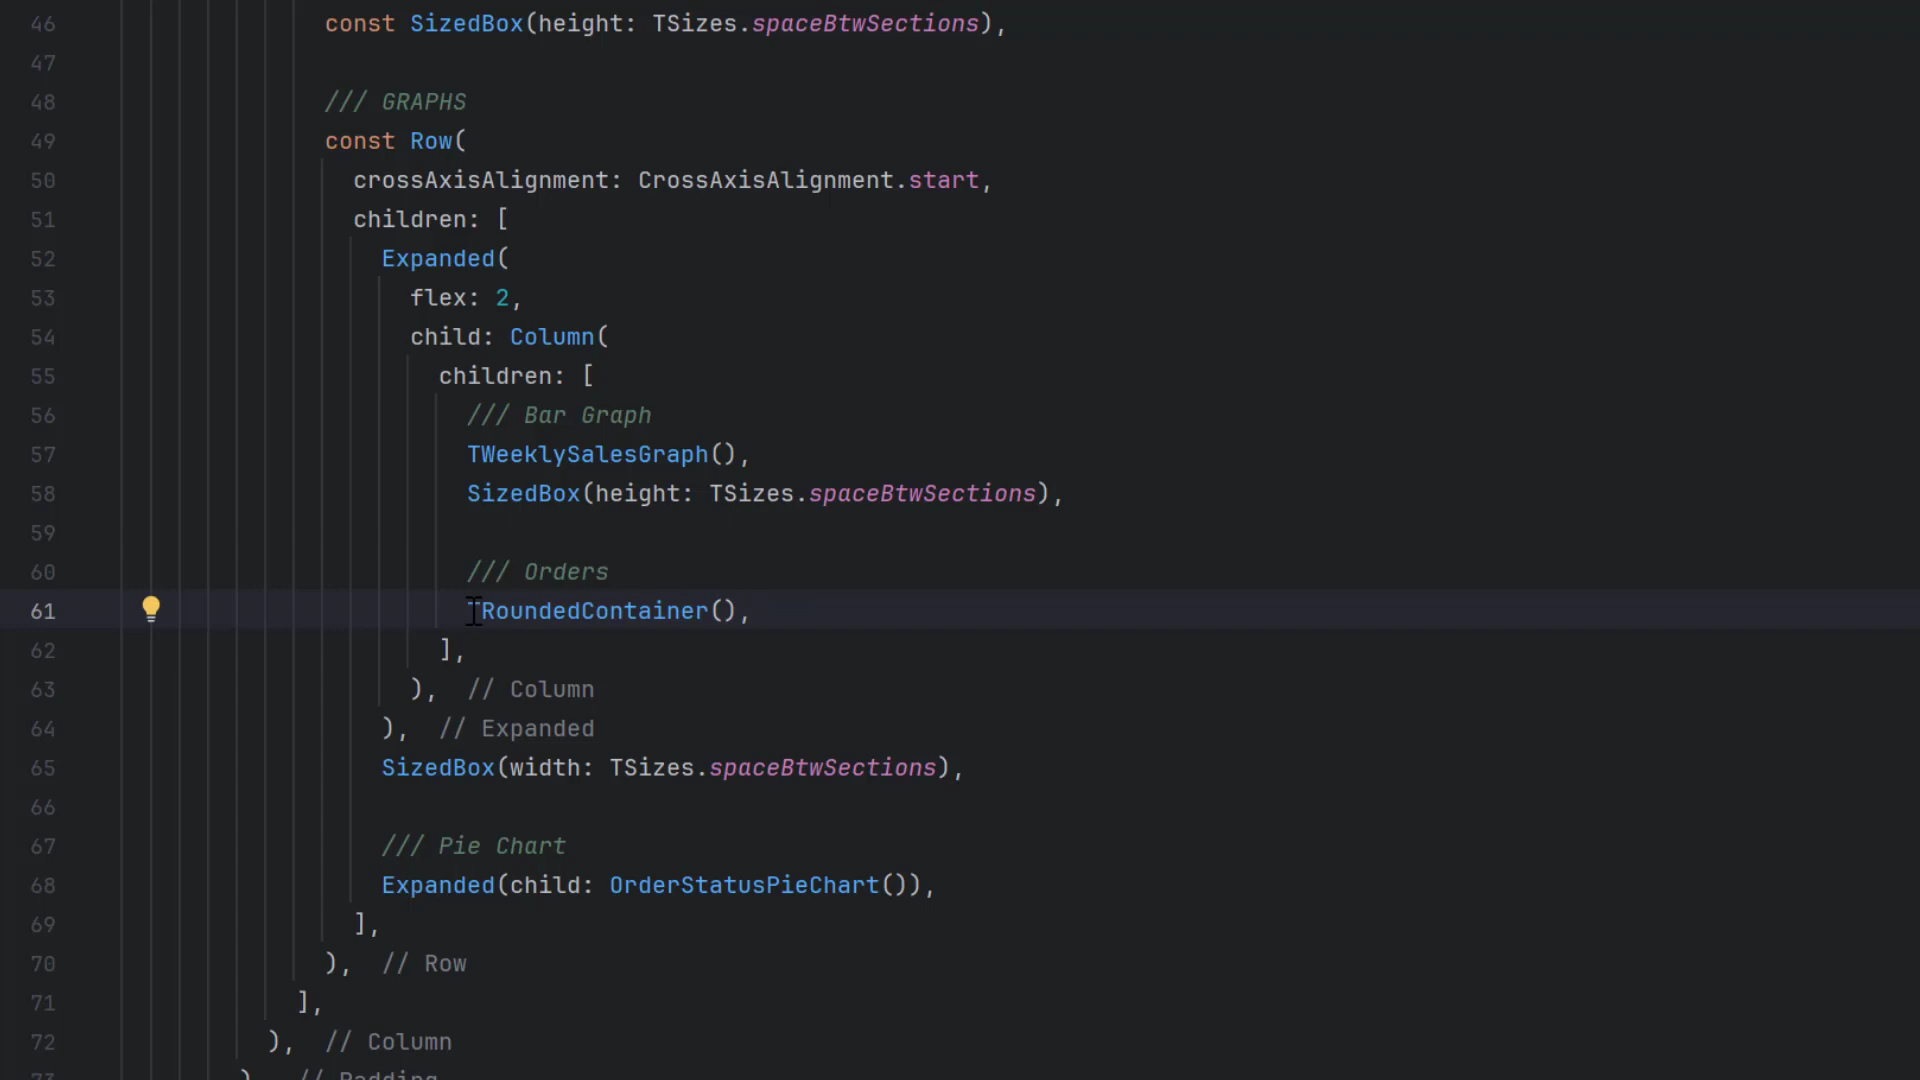 46 const SizedBox(height: TSizes.spaceBtwSections),
47
48 /// GRAPHS
49 const Row(
50 crossAxisAlignment: CrossAxisAlignment.start,
51 children: [
52 Expanded(
53 flex: 2,
54 child: Column(
55 children: [
56 /// Bar Graph
57 TWeeklySalesGraph(),
58 SizedBox(height: TSizes.spaceBtwSections),
59
60 /// Orders
61 TRoundedContainer(),
62 ],
63 ), // Column
64 ), // Expanded
65 SizedBox(width: TSizes.spaceBtwSections),
66
67 /// Pie Chart
68 Expanded(child: OrderStatusPieChart()),
69 ],
70 ), // Row
71 ],
72 ), // Column
73 ), // Padding